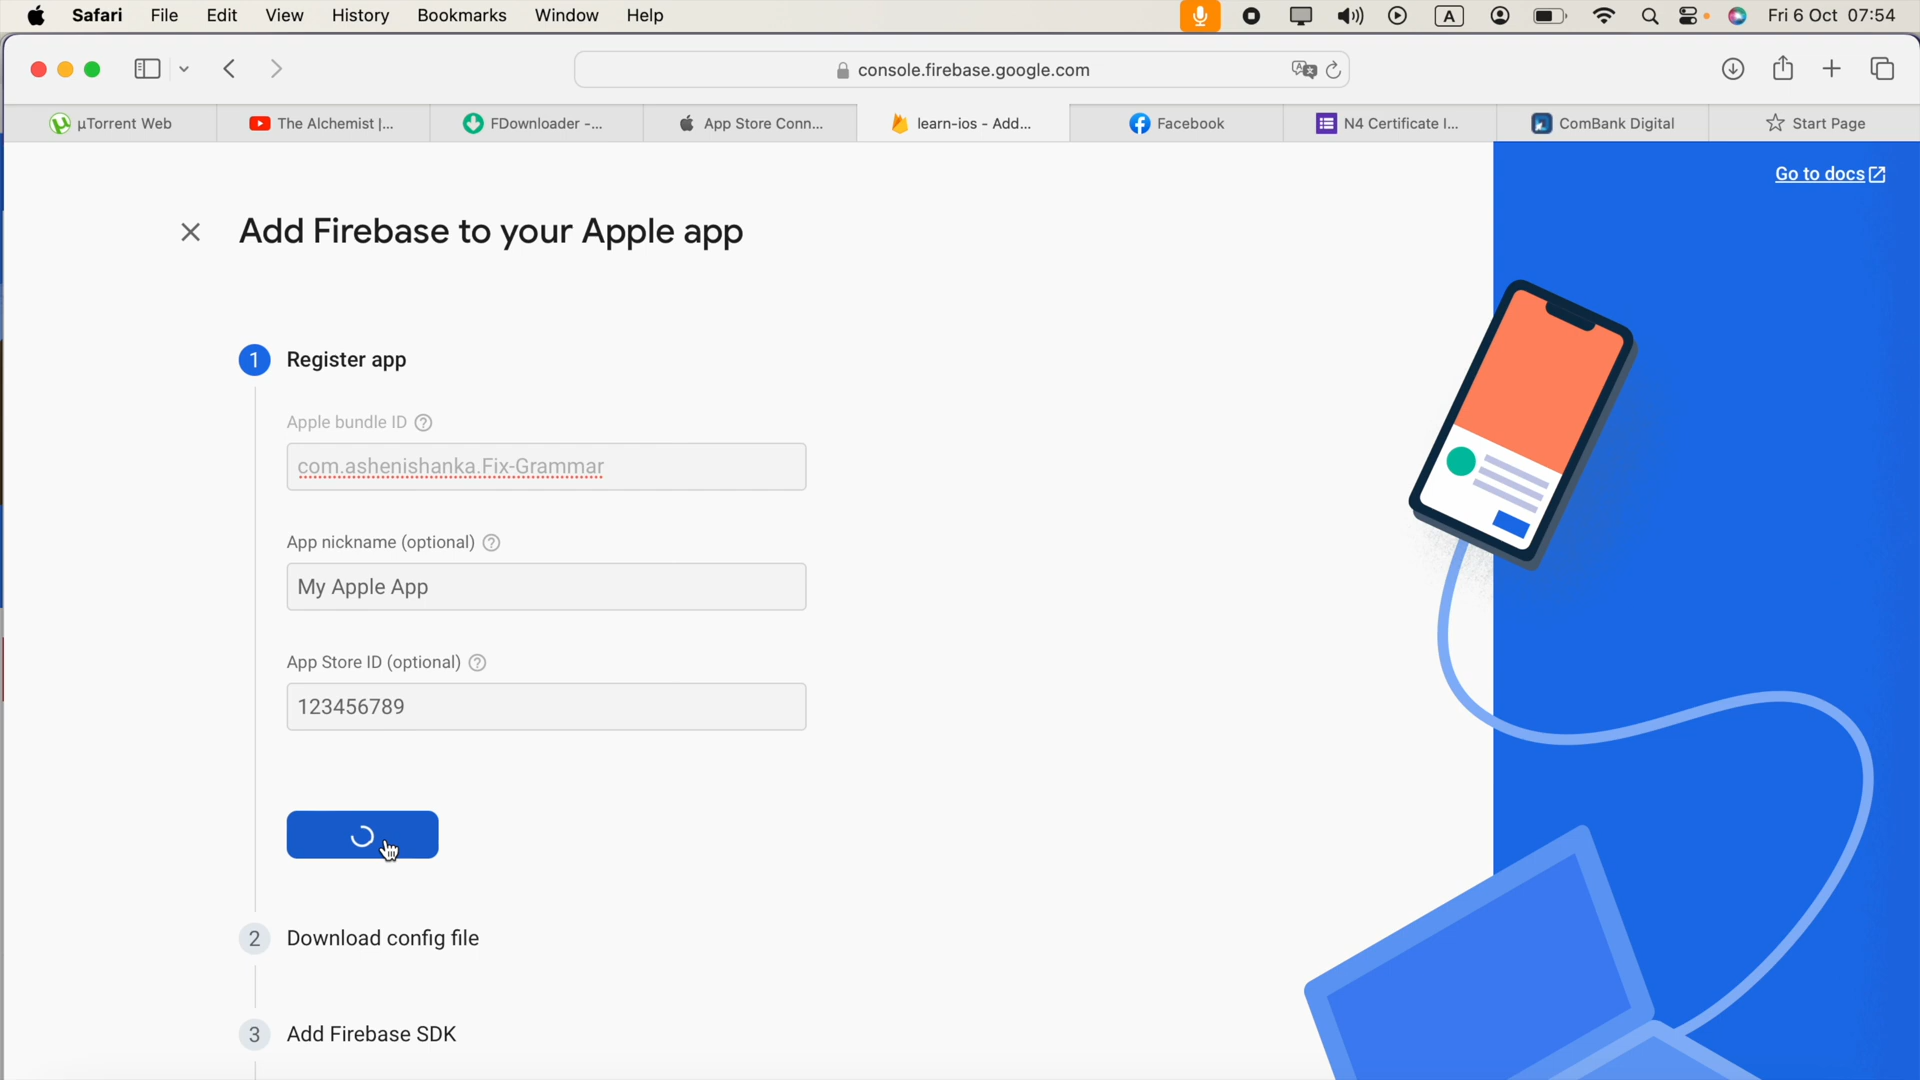 Safari File Edit View History Bookmarks Window Help A Fri 6 Oct 07:54
console.firebase.google.com
µTorrent Web The Alchemist |... FDownloader -... App Store Conn... learn-ios - Add... Facebook N4 Certificate I... ComBank Digital Start Page
Go to docs
Add Firebase to your Apple app
1 Register app
Apple bundle ID ?
com.ashenishanka.Fix-Grammar
App nickname (optional) ?
My Apple App
App Store ID (optional) ?
123456789
2 Download config file
3 Add Firebase SDK